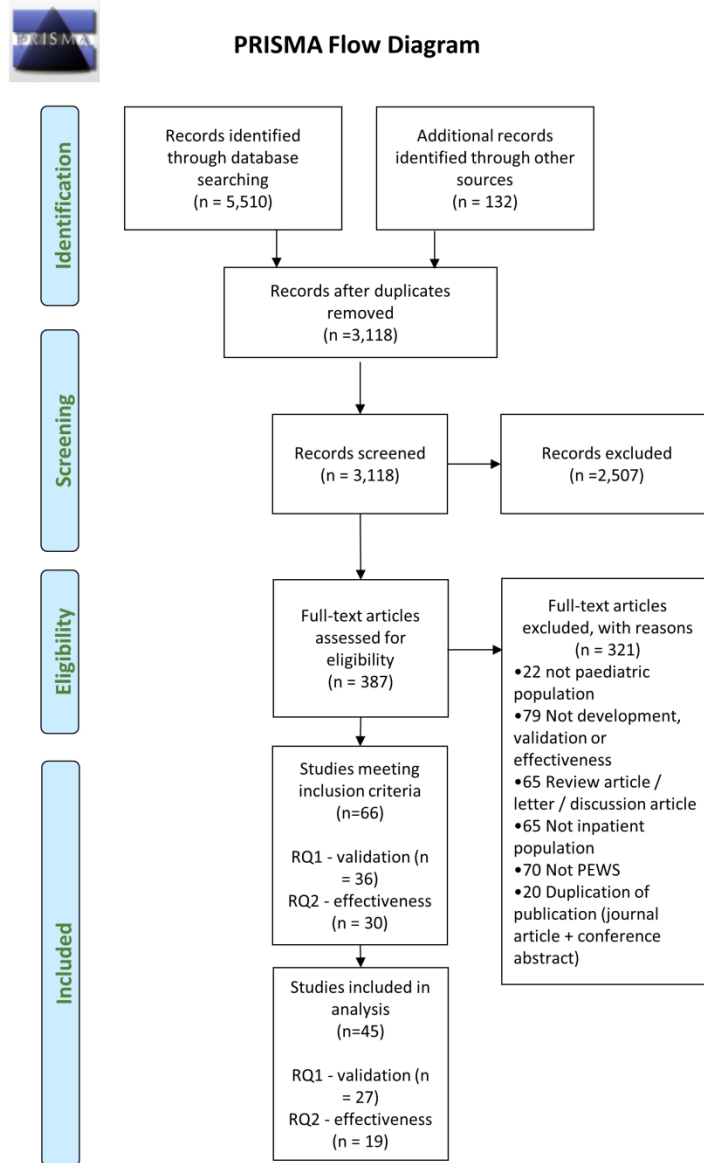 PRISMA
PRISMA Flow Diagram
Identification
Records identified
through database
searching
(n = 5,510)
Additional records
identified through other
sources
(n = 132)
Records after duplicates
removed
(n =3,118)
Screening
Records screened
(n = 3,118)
Records excluded
(n =2,507)
Eligibility
Full-text articles
assessed for
eligibility
(n = 387)
Full-text articles
excluded, with reasons
(n = 321)
•22 not paediatric
population
•79 Not development,
validation or
effectiveness
•65 Review article /
letter / discussion article
•65 Not inpatient
population
•70 Not PEWS
•20 Duplication of
publication (journal
article + conference
abstract)
Included
Studies meeting
inclusion criteria
(n=66)
RQ1 - validation (n
= 36)
RQ2 - effectiveness
(n = 30)
Studies included in
analysis
(n=45)
RQ1 - validation (n
= 27)
RQ2 - effectiveness
(n = 19)